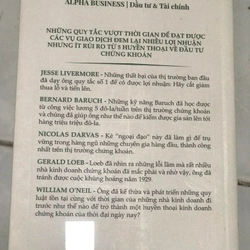 ALPHA BUSINESS | Đầu tư & Tài chính
NHỮNG QUY TẮC VƯỢT THỜI GIAN ĐỂ ĐẠT ĐƯỢC
CÁC VỤ GIAO DỊCH ĐEM LẠI NHIỀU LỢI NHUẬN
NHƯNG ÍT RỦI RO TỪ 5 HUYỀN THOẠI VỀ ĐẦU TƯ
CHỨNG KHOÁN
JESSE LIVERMORE - Những thất bại của thị trường ban đầu
đã dạy ông quy tắc số 1 để có được lợi nhuận: Hãy cắt giảm
thua lỗ và tiến lên.
BERNARD BARUCH - Những kỹ năng Baruch đã học được
từ công việc lương 5 đô-la/tuần trên thị trường chứng khoán
đã được ông áp dụng như thế nào để kiếm được gia sản lên tới
hàng triệu triệu đô-la.
NICOLAS DARVAS - Kẻ "ngoại đạo" này đã làm gì để trụ
vững trong hàng ngũ những chuyên gia hàng đầu, thành công
nhất trên thị trường chứng khoán.
GERALD LOEB - Loeb đã nhìn ra những lỗi lầm mà rất nhiều
nhà kinh doanh chứng khoán đã mắc phải và nhờ vậy, ông đã
tránh được cuộc khủng hoảng năm 1929.
WILLIAM O'NEIL - Ông đã kế thừa và phát triển những quy
luật tồn tại cùng với thời gian của những nhà kinh doanh đi
trước như thế nào để trở thành một huyền thoại kinh doanh
chứng khoán của thời đại ngày nay?